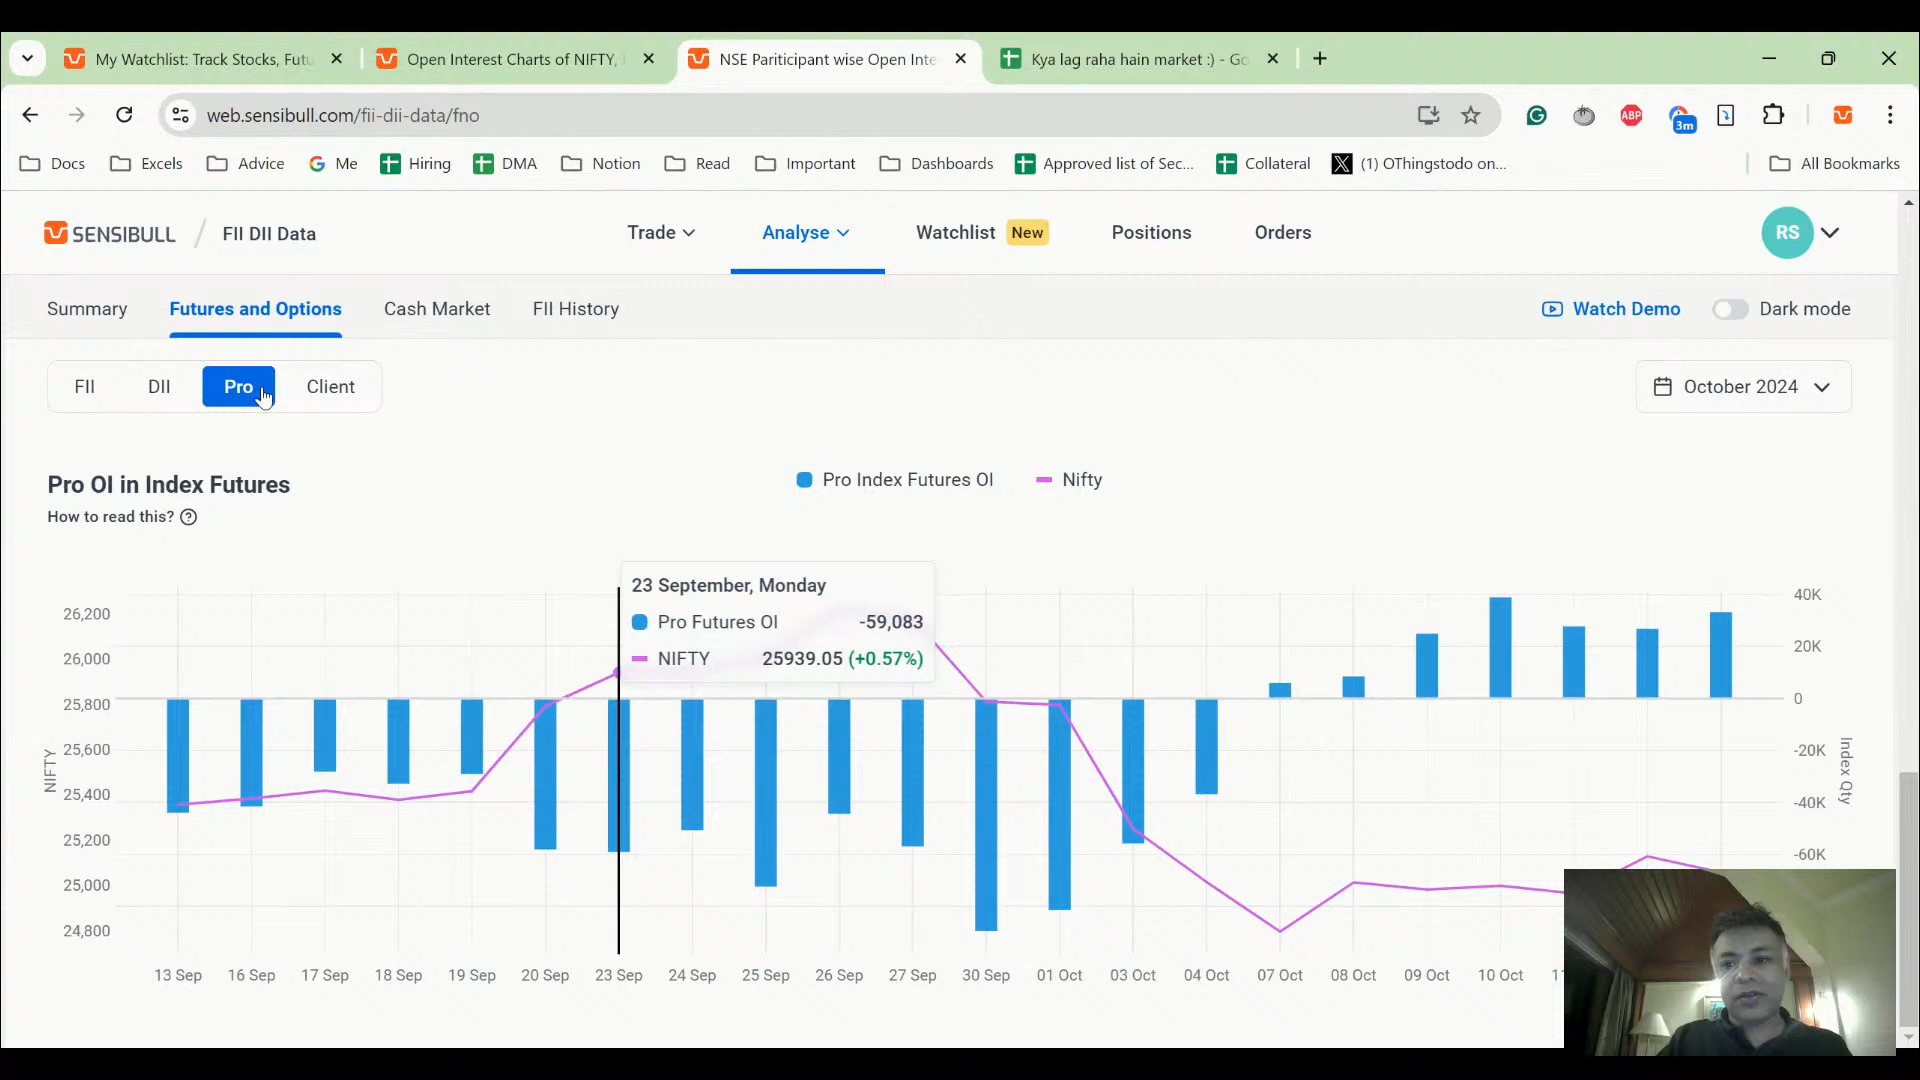 My Watchlist: Track Stocks, Futu
Open Interest Charts of NIFTY,
NSE Pariticipant wise Open Inte
Kya lag raha hain market :) - Go
web.sensibull.com/fii-dii-data/fno
ABP
3m
Docs
Excels
Advice
Me
Hiring
DMA
Notion
Read
Important
Dashboards
Approved list of Sec...
Collateral
(1) OThingstodo on...
All Bookmarks
SENSIBULL / FII DII Data
Trade
Analyse
Watchlist New
Positions
Orders
RS
Summary
Futures and Options
Cash Market
FII History
Watch Demo
Dark mode
FII
DII
Pro
Client
October 2024
Pro OI in Index Futures
How to read this?
Pro Index Futures OI
Nifty
23 September, Monday
Pro Futures OI -59,083
NIFTY 25939.05 (+0.57%)
NIFTY
26,200
26,000
25,800
25,600
25,400
25,200
25,000
24,800
40K
20K
0
-20K
-40K
-60K
Index Qty
13 Sep 16 Sep 17 Sep 18 Sep 19 Sep 20 Sep 23 Sep 24 Sep 25 Sep 26 Sep 27 Sep 30 Sep 01 Oct 03 Oct 04 Oct 07 Oct 08 Oct 09 Oct 10 Oct